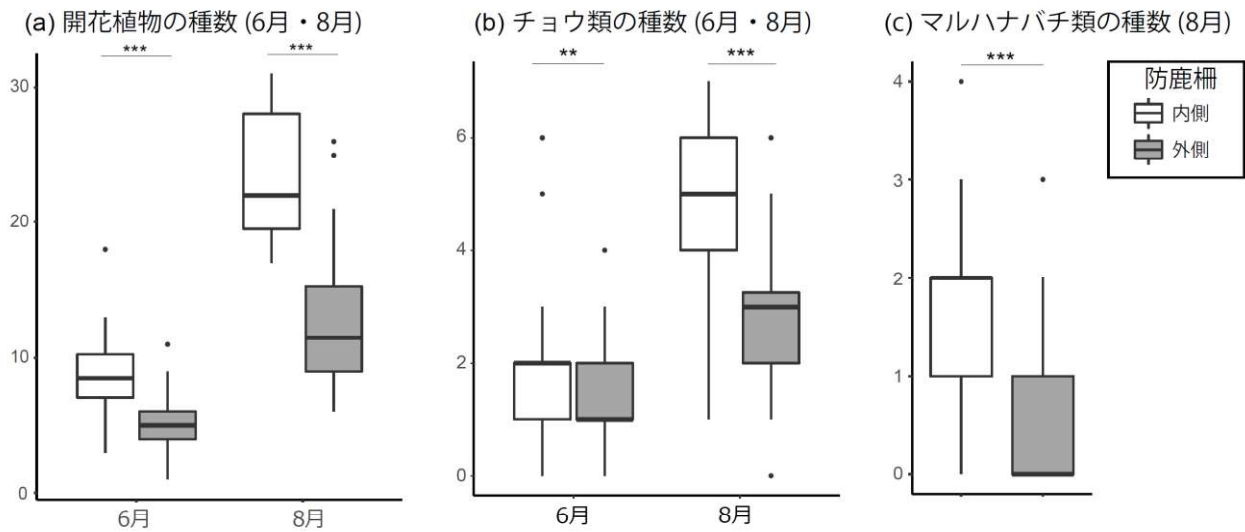 (a) 開花植物の種数 (6月・8月)
***
***
30
20
10
0
6月
8月
(b) チョウ類の種数 (6月・8月)
**
***
6
4
2
0
6月
8月
(c) マルハナバチ類の種数 (8月)
***
4
3
2
1
0
防鹿柵
内側
外側